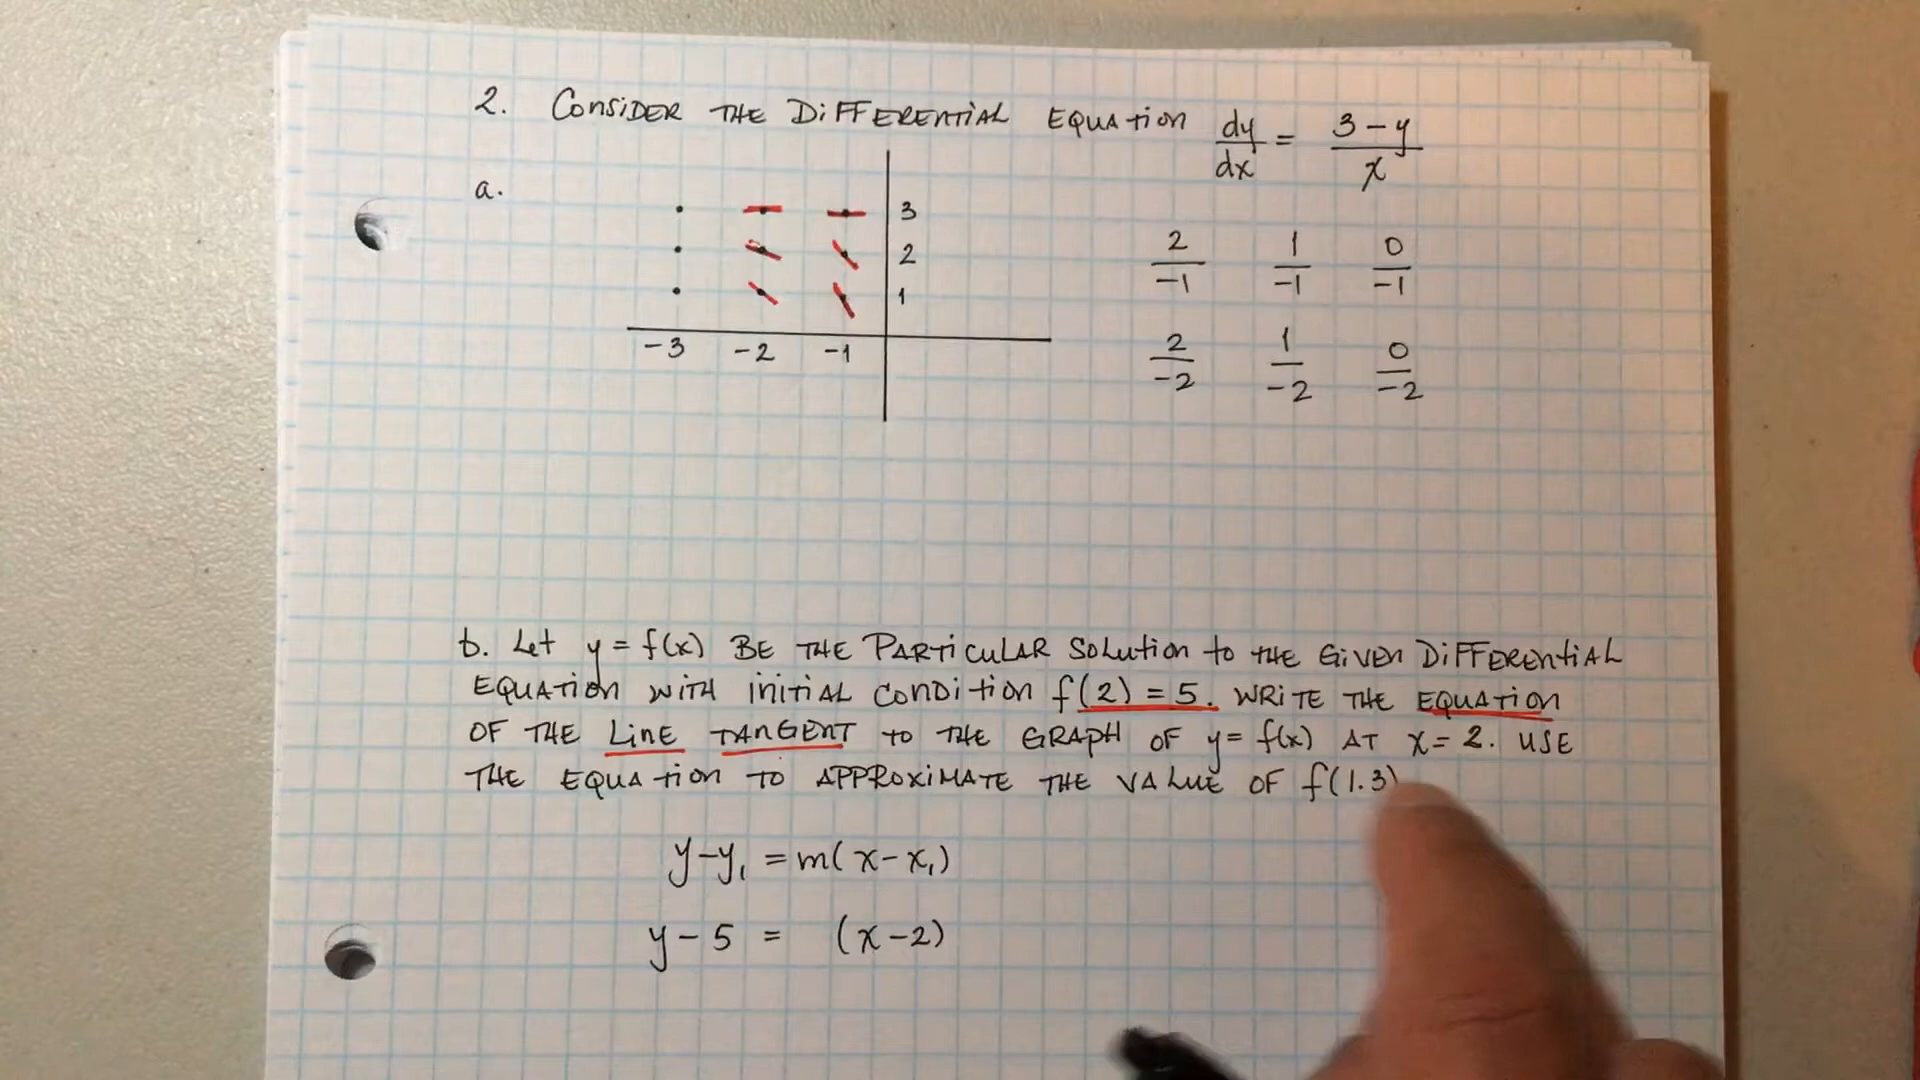 2. CONSIDER THE DIFFERENTIAL EQUATION dy/dx = (3-y)/x
a.
3
2
1
-3 -2 -1
2/-1 1/-1 0/-1
2/-2 1/-2 0/-2
b. Let y = f(x) BE THE PARTICULAR SOLUTION TO THE GIVEN DIFFERENTIAL
EQUATION WITH INITIAL CONDITION f(2) = 5. WRITE THE EQUATION
OF THE LINE TANGENT TO THE GRAPH OF y = f(x) AT x = 2. USE
THE EQUATION TO APPROXIMATE THE VALUE OF f(1.3)
y-y₁ = m(x-x₁)
y-5 = (x-2)